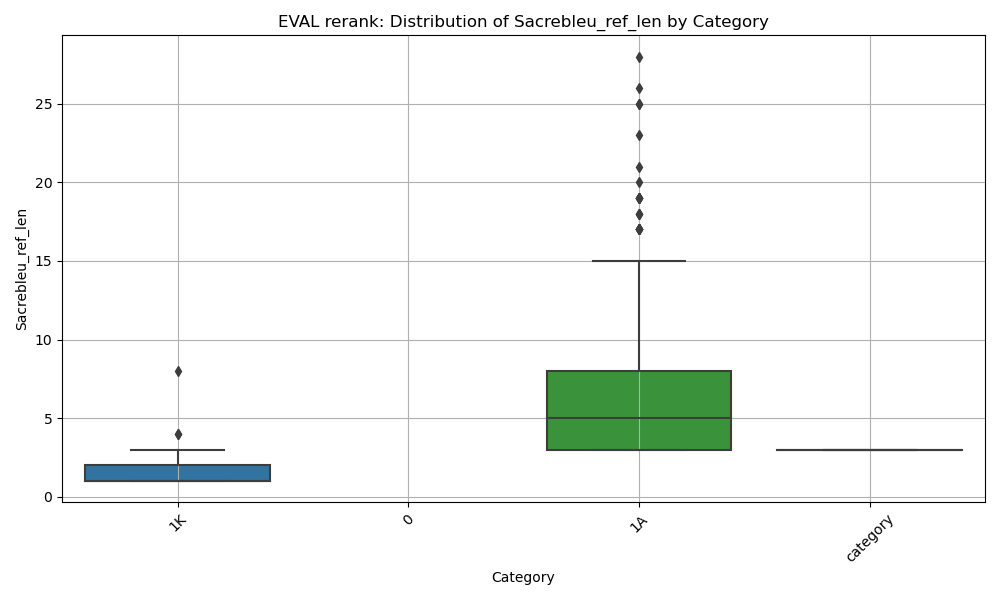 EVAL rerank: Distribution of Sacrebleu_ref_len by Category
Sacrebleu_ref_len
25
20
15
10
5
0
1K
0
1A
category
Category